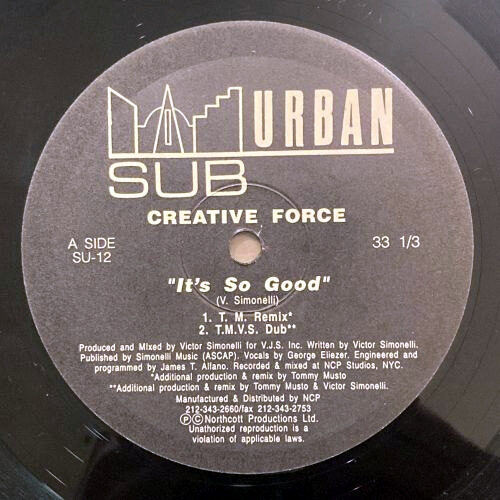 URBAN
SUB
CREATIVE FORCE
A SIDE
SU-12
33 1/3
"It's So Good"
(V. Simonelli)
1. T. M. Remix*
2. T.M.V.S. Dub**
Produced and Mixed by Victor Simonelli for V.J.S. Inc. Written by Victor Simonelli.
Published by Simonelli Music (ASCAP). Vocals by George Eliezer. Engineered and
programmed by James T. Allano. Recorded & mixed at NCP Studios, NYC.
*Additional production & remix by Tommy Musto
**Additional production & remix by Tommy Musto & Victor Simonelli.
Manufactured & Distributed by NCP
212-343-2660/fax 212-343-2753
ⓅⒸNorthcott Productions Ltd.
Unauthorized reproduction is a
violation of applicable laws.